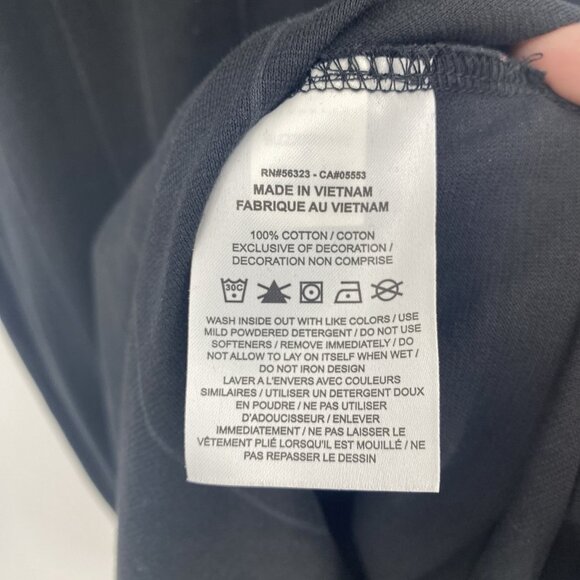 RN#56323 - CA#05553
MADE IN VIETNAM
FABRIQUE AU VIETNAM
100% COTTON / COTON
EXCLUSIVE OF DECORATION /
DECORATION NON COMPRISE
30C
WASH INSIDE OUT WITH LIKE COLORS / USE
MILD POWDERED DETERGENT / DO NOT USE
SOFTENERS / REMOVE IMMEDIATELY / DO
NOT ALLOW TO LAY ON ITSELF WHEN WET /
DO NOT IRON DESIGN
LAVER A L'ENVERS AVEC COULEURS
SIMILAIRES / UTILISER UN DETERGENT DOUX
EN POUDRE / NE PAS UTILISER
D'ADOUCISSEUR / ENLEVER
IMMEDIATEMENT / NE PAS LAISSER LE
VÊTEMENT PLIÉ LORSQU'IL EST MOUILLÉ / NE
PAS REPASSER LE DESSIN